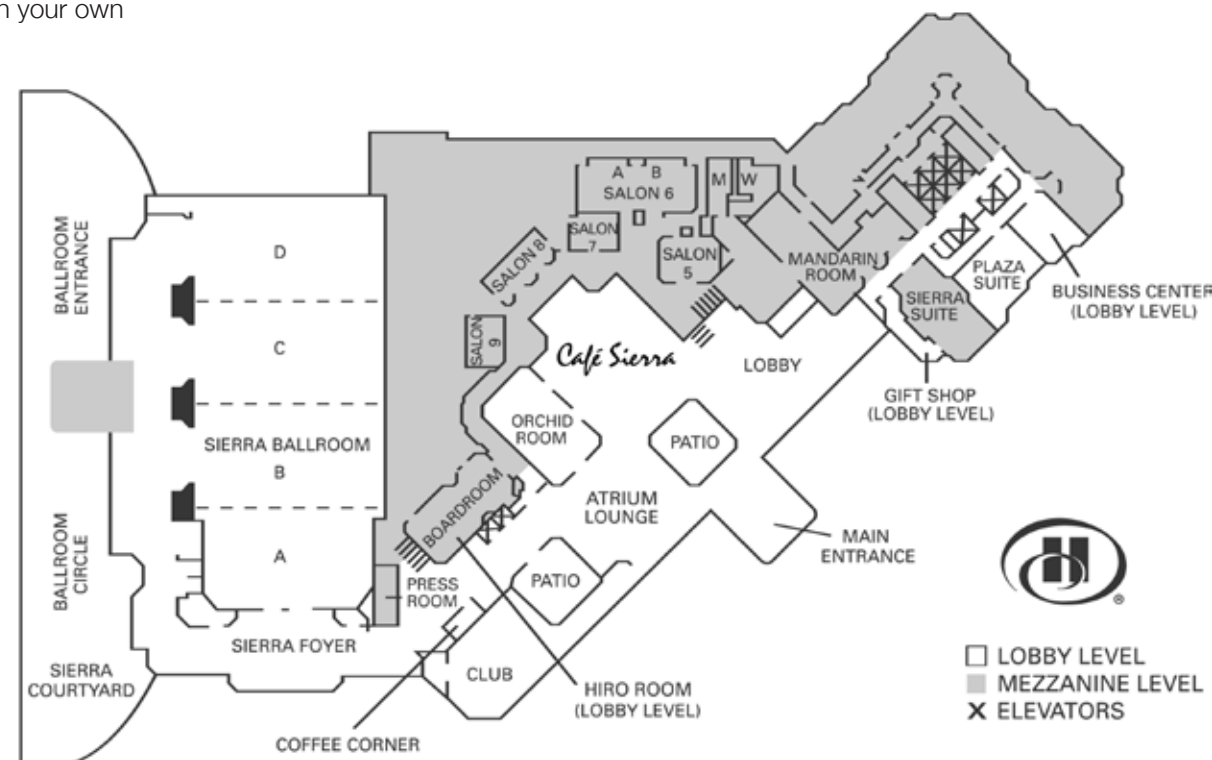 n your own
A B
SALON 6
M W
SALON
7
SALON 8
SALON
5
SALON
9
MANDARIN
ROOM
PLAZA
SUITE
SIERRA
SUITE
BUSINESS CENTER
(LOBBY LEVEL)
GIFT SHOP
(LOBBY LEVEL)
BALLROOM
ENTRANCE
D
C
SIERRA BALLROOM
B
A
Café Sierra
LOBBY
ORCHID
ROOM
PATIO
BOARDROOM
ATRIUM
LOUNGE
MAIN
ENTRANCE
BALLROOM
CIRCLE
PRESS
ROOM
PATIO
SIERRA FOYER
SIERRA
COURTYARD
CLUB
HIRO ROOM
(LOBBY LEVEL)
COFFEE CORNER
H
®
LOBBY LEVEL
MEZZANINE LEVEL
X ELEVATORS